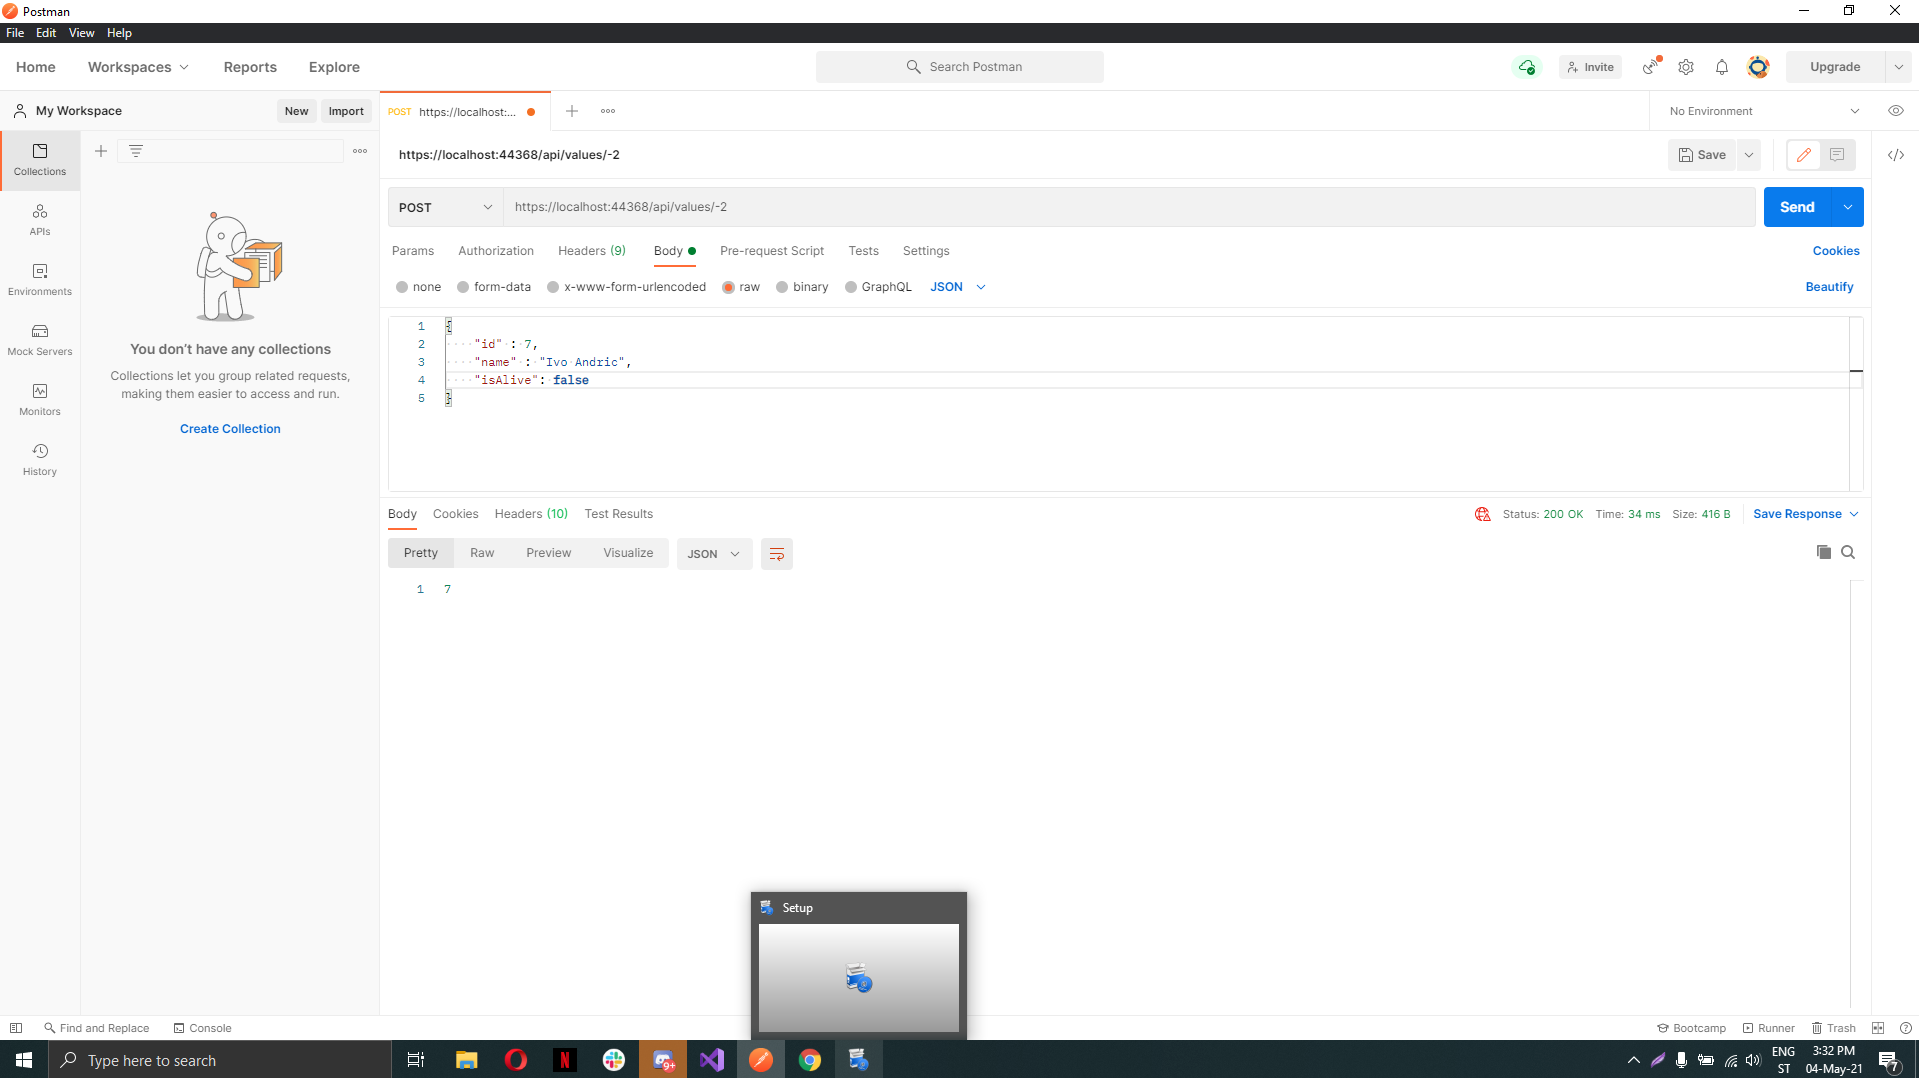 Postman
File Edit View Help
Home Workspaces Reports Explore Search Postman Invite Upgrade
My Workspace New Import POST https://localhost:... No Environment
Collections
https://localhost:44368/api/values/-2 Save
APIs
POST https://localhost:44368/api/values/-2 Send
Params Authorization Headers (9) Body Pre-request Script Tests Settings Cookies
Environments
none form-data x-www-form-urlencoded raw binary GraphQL JSON Beautify
Mock Servers
1 {
2 "id" : 7,
3 "name" : "Ivo Andric",
4 "isAlive": false
5 }
You don't have any collections
Collections let you group related requests,
making them easier to access and run.
Create Collection
Monitors
History
Body Cookies Headers (10) Test Results Status: 200 OK Time: 34 ms Size: 416 B Save Response
Pretty Raw Preview Visualize JSON
1 7
Setup
Find and Replace Console Bootcamp Runner Trash
Type here to search
9+
ENG
ST
3:32 PM
04-May-21
7